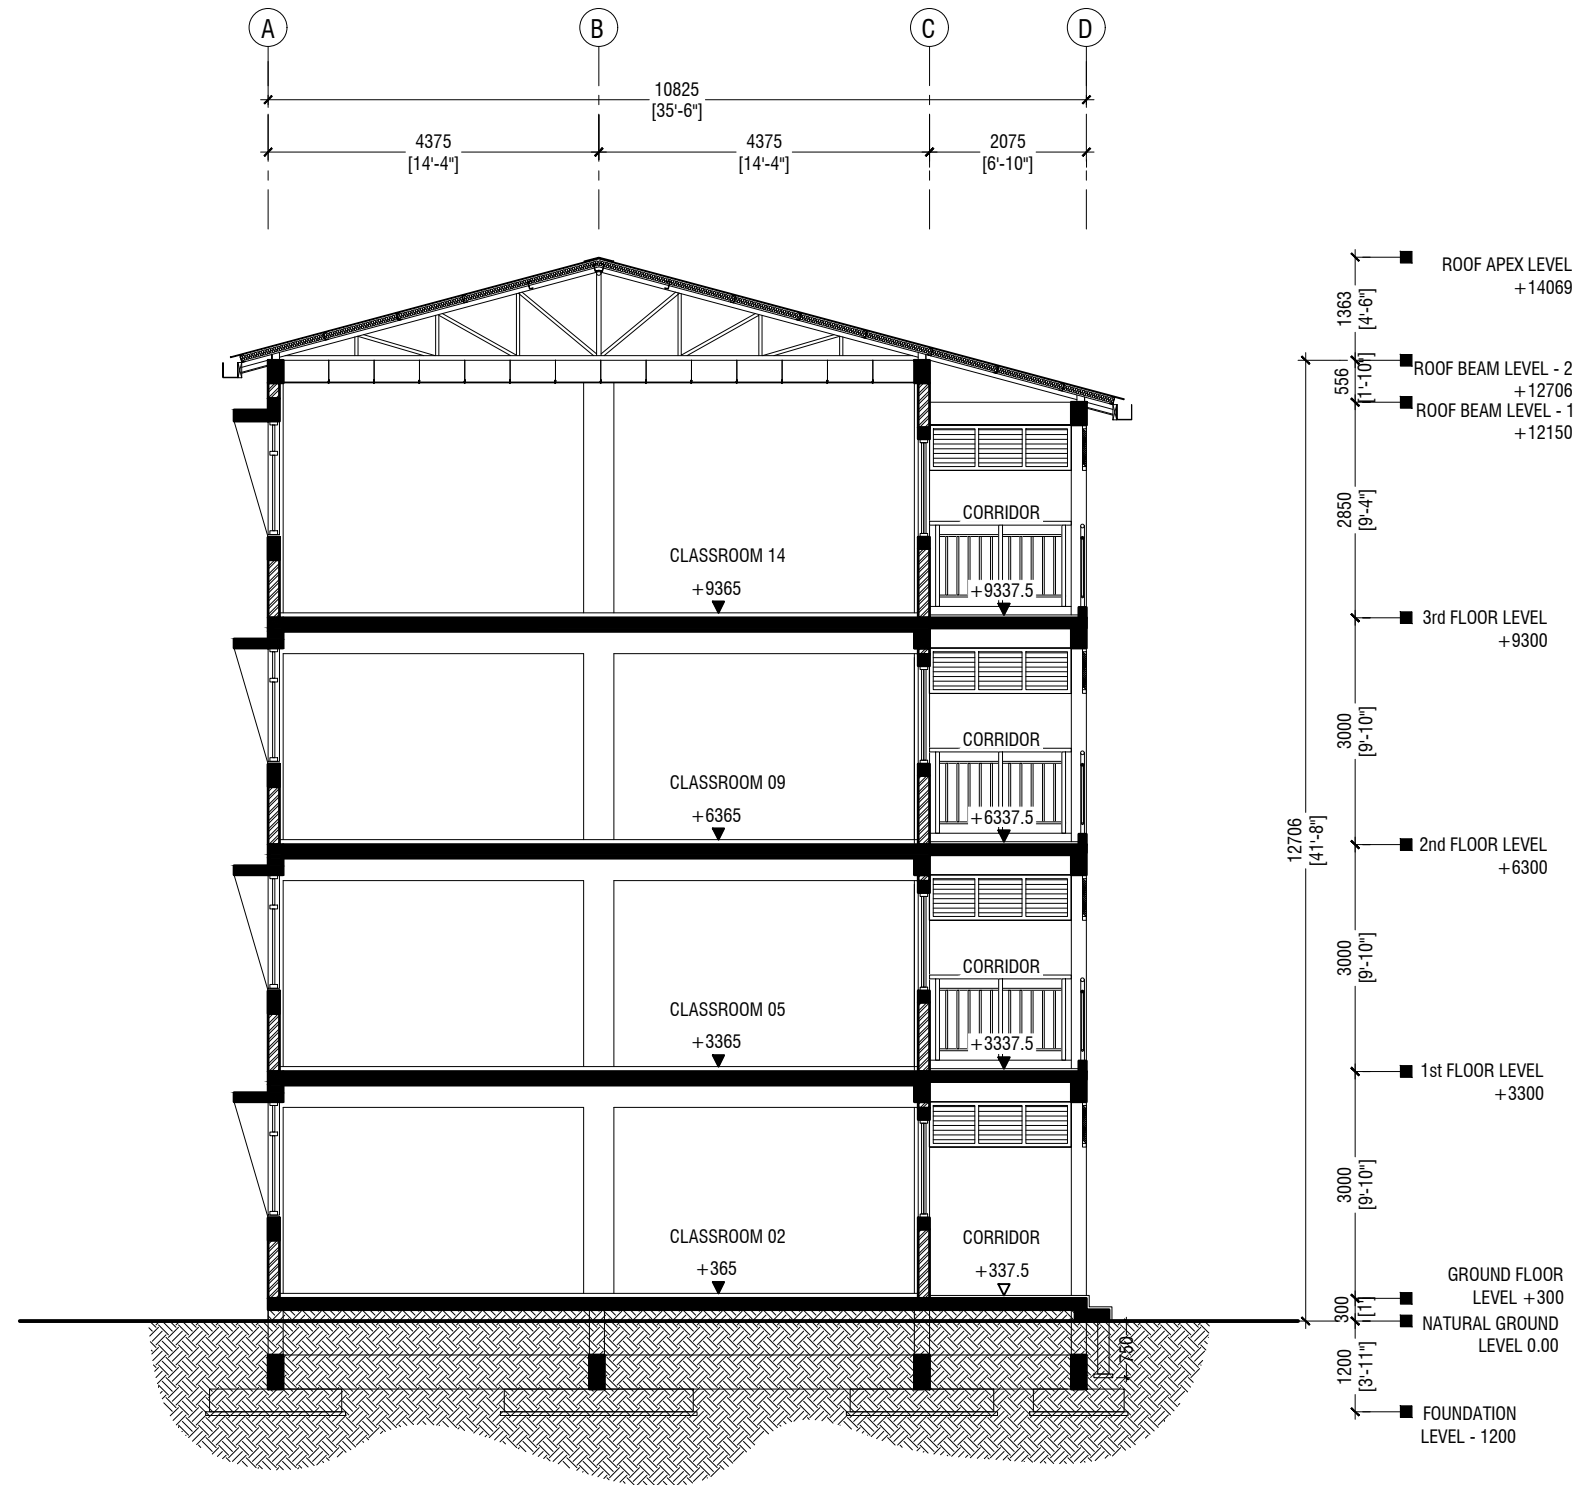 A B C D
10825
[35'-6"]
4375 4375 2075
[14'-4"] [14'-4"] [6'-10"]
ROOF APEX LEVEL
+14069
1363
[4'-6"]
ROOF BEAM LEVEL - 2
+12706
556
[1'-10"]
ROOF BEAM LEVEL - 1
+12150
2850
[9'-4"]
CORRIDOR
CLASSROOM 14
+9365
+9337.5
3rd FLOOR LEVEL
+9300
3000
[9'-10"]
CORRIDOR
CLASSROOM 09
+6365
+6337.5
12706
[41'-8"]
2nd FLOOR LEVEL
+6300
3000
[9'-10"]
CORRIDOR
CLASSROOM 05
+3365
+3337.5
1st FLOOR LEVEL
+3300
3000
[9'-10"]
CLASSROOM 02
+365
CORRIDOR
+337.5
GROUND FLOOR
LEVEL +300
300
[1']
NATURAL GROUND
LEVEL 0.00
750
1200
[3'-11"]
FOUNDATION
LEVEL - 1200